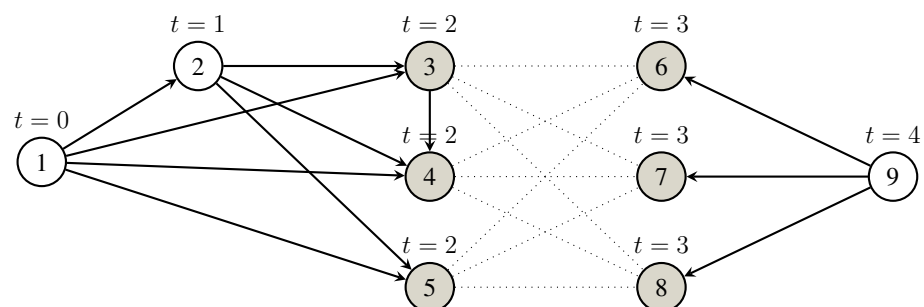 t = 1
t = 2
t = 3
2
3
6
t = 0
t = 2
t = 3
t = 4
1
4
7
9
t = 2
t = 3
5
8